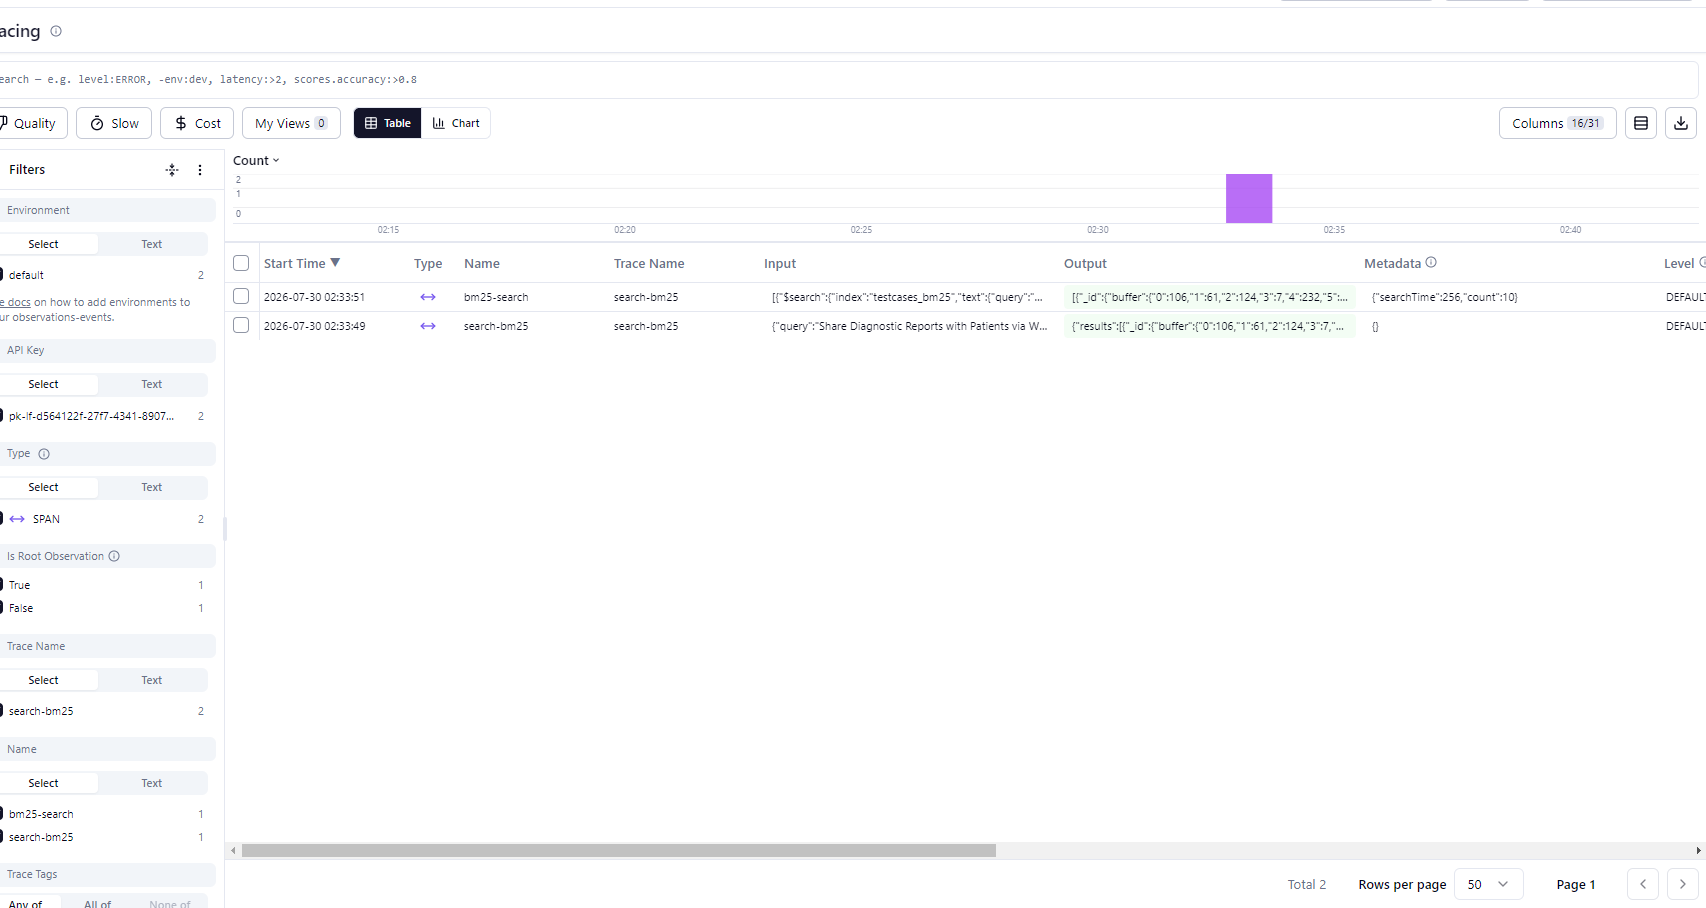 acing
earch — e.g. level:ERROR, -env:dev, latency:>2, scores.accuracy:>0.8
Quality Slow Cost My Views 0 Table Chart Columns 16/31
Filters
Environment
Select Text
default 2
e docs on how to add environments to
ur observations-events.
API Key
Select Text
pk-lf-d564122f-27f7-4341-8907... 2
Type
Select Text
SPAN 2
Is Root Observation
True 1
False 1
Trace Name
Select Text
search-bm25 2
Name
Select Text
bm25-search 1
search-bm25 1
Trace Tags
Any of All of None of
Count
2
1
0
02:15 02:20 02:25 02:30 02:35 02:40
Start Time ▼ Type Name Trace Name Input Output Metadata Level
2026-07-30 02:33:51 bm25-search search-bm25 [{"$search":{"index":"testcases_bm25","text":{"query":"... [{"_id":{"buffer":{"0":106,"1":61,"2":124,"3":7,"4":232,"5":... {"searchTime":256,"count":10} DEFAUL
2026-07-30 02:33:49 search-bm25 search-bm25 {"query":"Share Diagnostic Reports with Patients via W... {"results":[{"_id":{"buffer":{"0":106,"1":61,"2":124,"3":7,"... {} DEFAUL
Total 2 Rows per page 50 Page 1